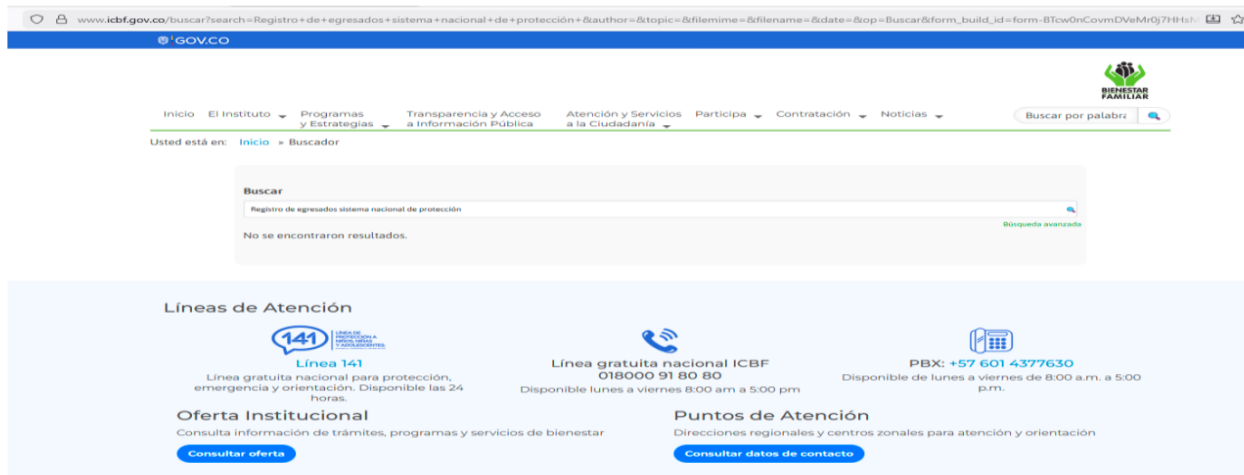 www.icbf.gov.co/buscar?search=Registro+de+egresados+sistema+nacional+de+protección+&author=&topic=&filemime=&filename=&date=&op=Buscar&form_build_id=form-BTcw0nCovmDVeMr0j7HHsM
GOV.CO
BIENESTAR
FAMILIAR
Inicio El Instituto Programas Transparencia y Acceso Atención y Servicios Participa Contratación Noticias Buscar por palabra
y Estrategias a Información Pública a la Ciudadanía
Usted está en: Inicio » Buscador
Buscar
Registro de egresados sistema nacional de protección
Búsqueda avanzada
No se encontraron resultados.
Líneas de Atención
141 LÍNEA DE
PROTECCIÓN A
NIÑOS, NIÑAS
Y ADOLESCENTES
Línea 141 Línea gratuita nacional ICBF PBX: +57 601 4377630
Línea gratuita nacional para protección, 018000 91 80 80 Disponible de lunes a viernes de 8:00 a.m. a 5:00
emergencia y orientación. Disponible las 24 Disponible lunes a viernes 8:00 am a 5:00 pm p.m.
horas.
Oferta Institucional Puntos de Atención
Consulta información de trámites, programas y servicios de bienestar Direcciones regionales y centros zonales para atención y orientación
Consultar oferta Consultar datos de contacto